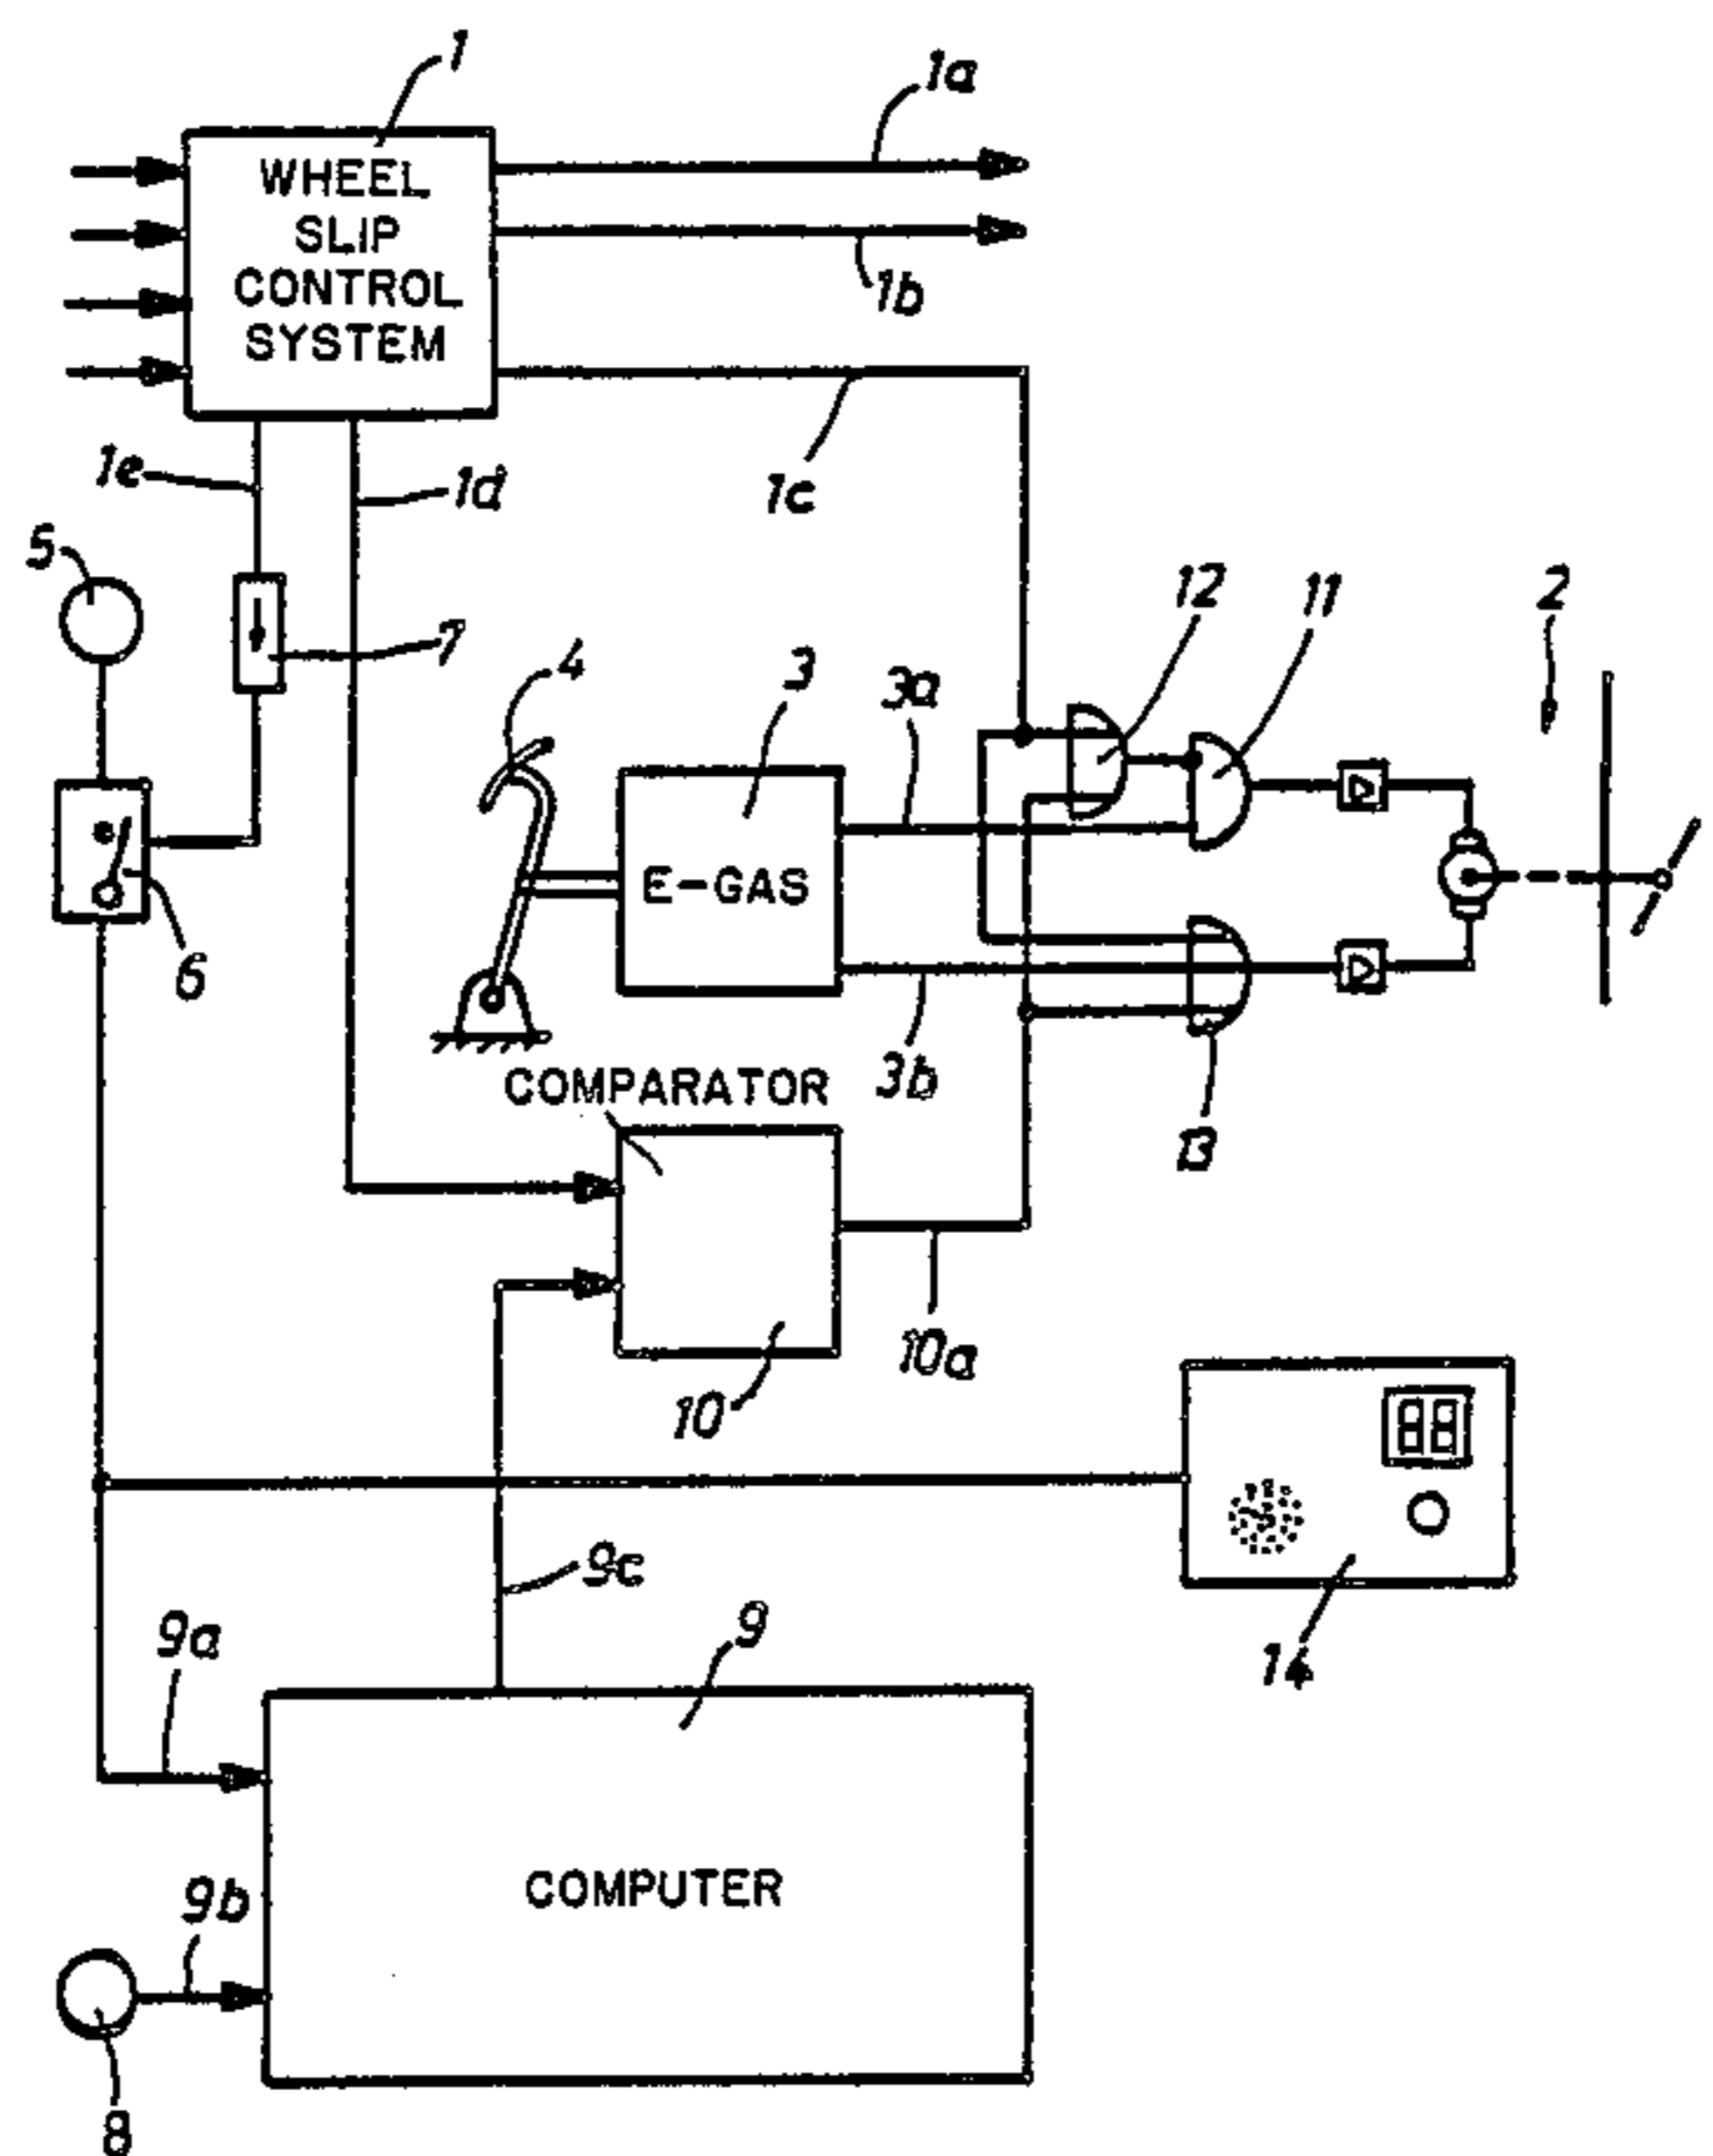 1
1a
WHEEL
SLIP
CONTROL
SYSTEM
1b
1c
1e
1d
5
7
4
3
3a
12
11
2
E-GAS
6
3b
13
COMPARATOR
10a
10
88
9c
14
9a
9
COMPUTER
9b
8